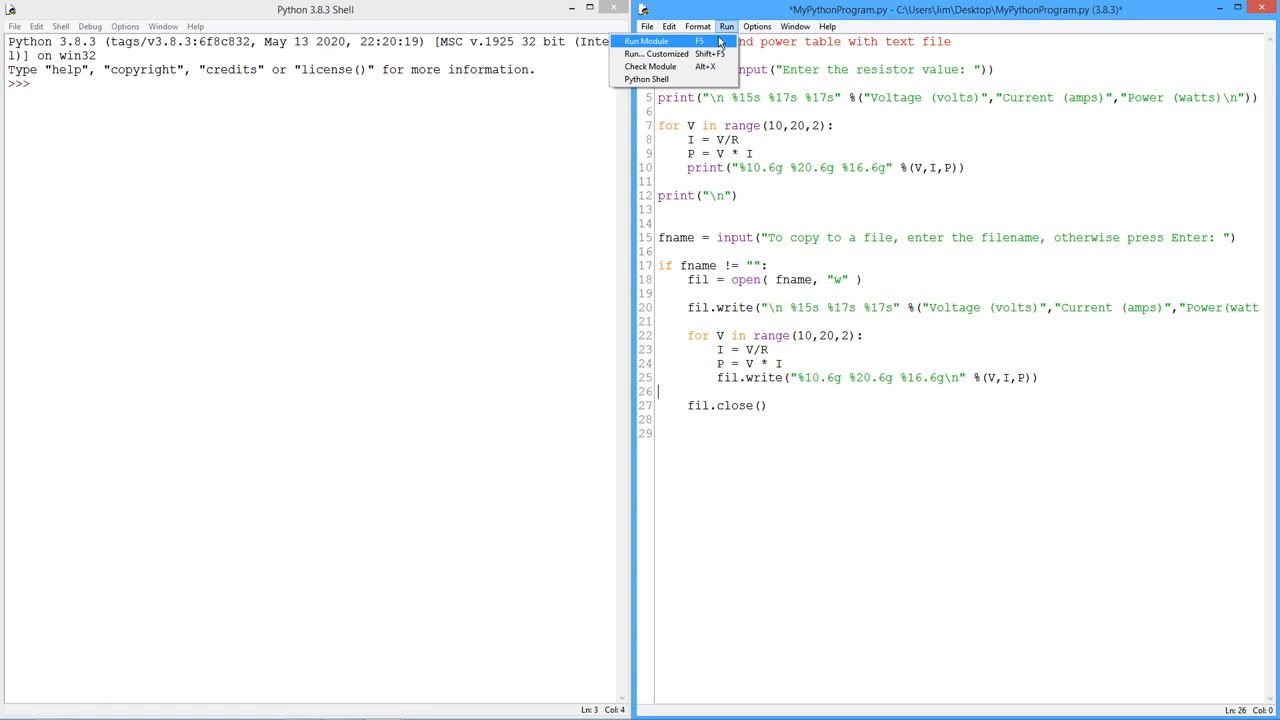 Python 3.8.3 Shell
File Edit Shell Debug Options Window Help
Python 3.8.3 (tags/v3.8.3:6f8c832, May 13 2020, 22:20:19) [MSC v.1925 32 bit (Inte
l)] on win32
Type "help", "copyright", "credits" or "license()" for more information.
>>>
Ln: 3 Col: 4
*MyPythonProgram.py - C:\Users\Jim\Desktop\MyPythonProgram.py (3.8.3)*
File Edit Format Run Options Window Help
Run Module F5
Run... Customized Shift+F5
Check Module Alt+X
Python Shell
nd power table with text file
nput("Enter the resistor value: "))
5 print("\n %15s %17s %17s" %("Voltage (volts)","Current (amps)","Power (watts)\n"))
6
7 for V in range(10,20,2):
8 I = V/R
9 P = V * I
10 print("%10.6g %20.6g %16.6g" %(V,I,P))
11
12 print("\n")
13
14
15 fname = input("To copy to a file, enter the filename, otherwise press Enter: ")
16
17 if fname != "":
18 fil = open( fname, "w" )
19
20 fil.write("\n %15s %17s %17s" %("Voltage (volts)","Current (amps)","Power(watt
21
22 for V in range(10,20,2):
23 I = V/R
24 P = V * I
25 fil.write("%10.6g %20.6g %16.6g\n" %(V,I,P))
26
27 fil.close()
28
29
Ln: 26 Col: 0